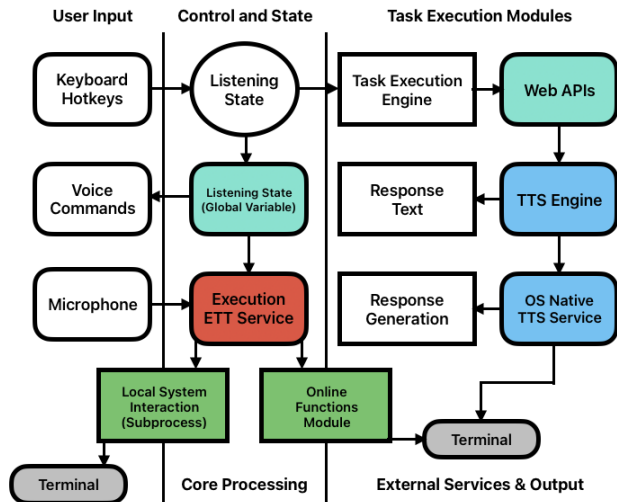 User Input
Control and State
Task Execution Modules
Keyboard
Hotkeys
Listening
State
Task Execution
Engine
Web APIs
Voice
Commands
Listening State
(Global Variable)
Response
Text
TTS Engine
Microphone
Execution
ETT Service
Response
Generation
OS Native
TTS Service
Local System
Interaction
(Subprocess)
Online
Functions
Module
Terminal
Terminal
Core Processing
External Services & Output